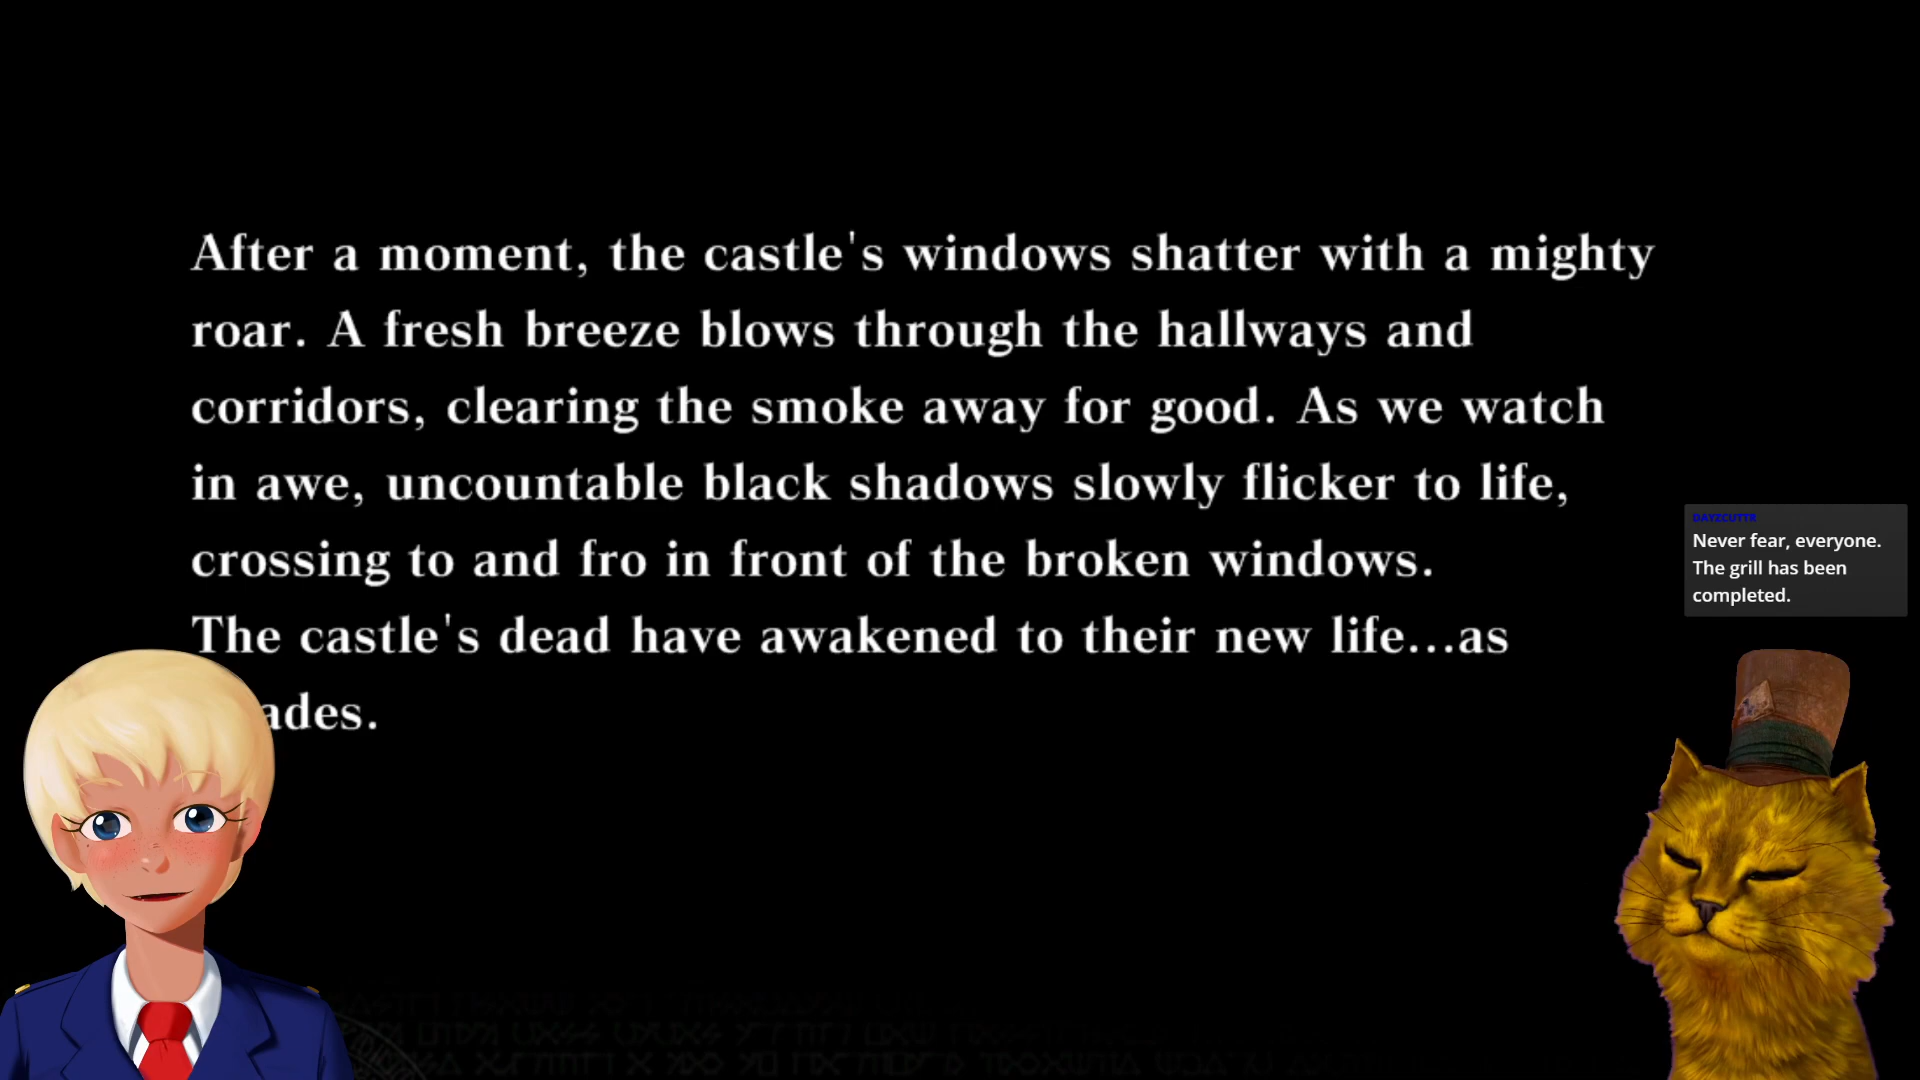 After a moment, the castle's windows shatter with a mighty
roar. A fresh breeze blows through the hallways and
corridors, clearing the smoke away for good. As we watch
in awe, uncountable black shadows slowly flicker to life,
crossing to and fro in front of the broken windows.
The castle's dead have awakened to their new life...as
ades.
DAYZCUTTR
Never fear, everyone.
The grill has been
completed.